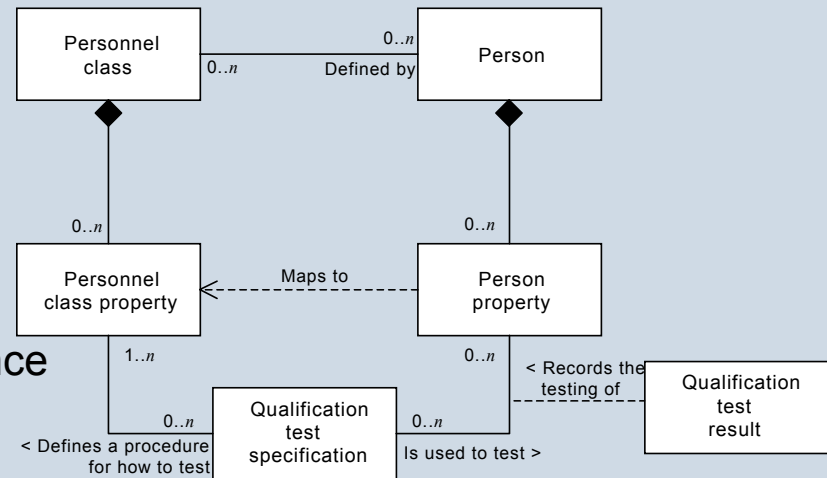 Personnel
class
0..n
0..n
Defined by
Person
0..n
0..n
Personnel
class property
Maps to
Person
property
1..n
0..n
< Records the
testing of
Qualification
test
result
0..n
Qualification
test
specification
0..n
< Defines a procedure
for how to test
Is used to test >